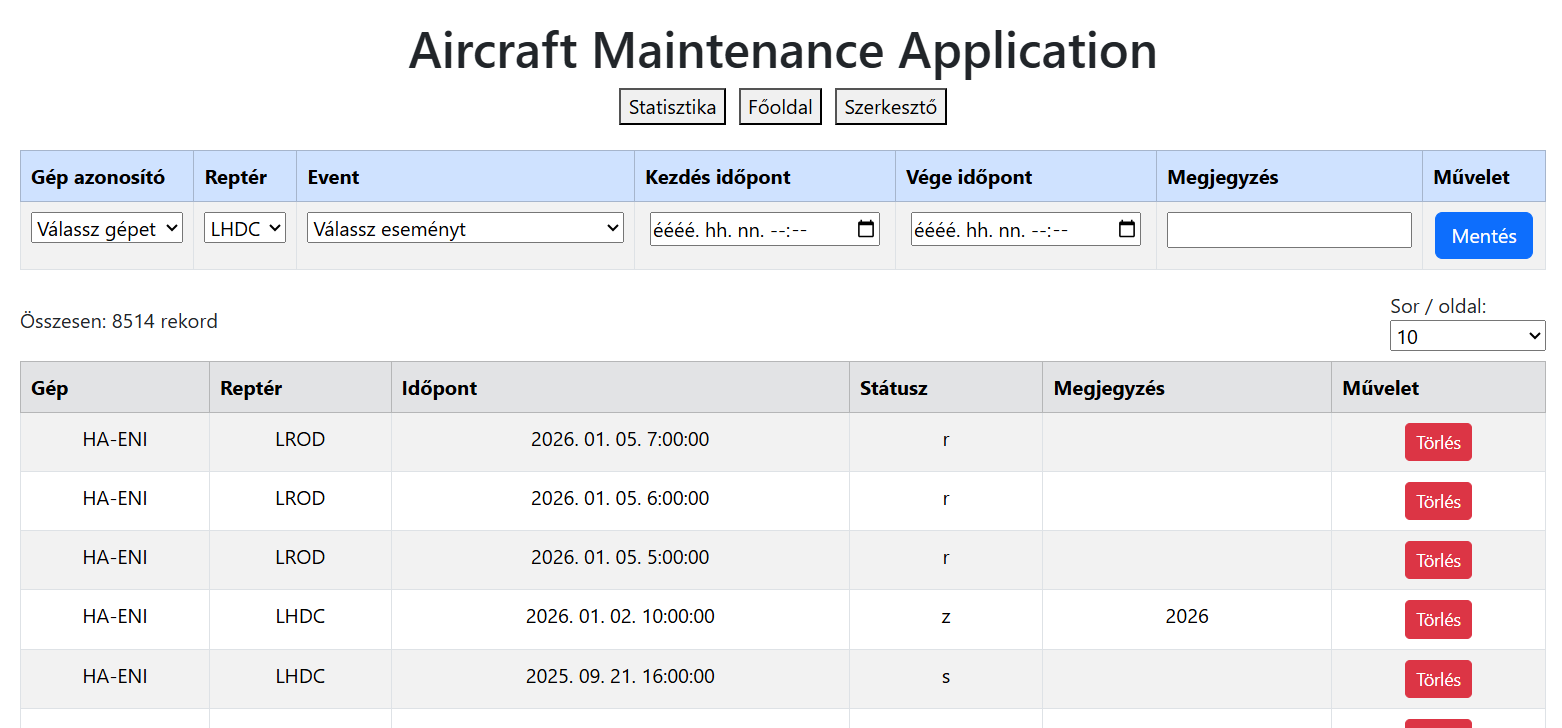 Aircraft Maintenance Application
Statisztika Főoldal Szerkesztő
Gép azonosító Reptér Event Kezdés időpont Vége időpont Megjegyzés Művelet
Válassz gépet LHDC Válassz eseményt éééé. hh. nn. --:-- éééé. hh. nn. --:-- Mentés
Összesen: 8514 rekord
Sor / oldal:
10
Gép Reptér Időpont Státusz Megjegyzés Művelet
HA-ENI LROD 2026. 01. 05. 7:00:00 r Törlés
HA-ENI LROD 2026. 01. 05. 6:00:00 r Törlés
HA-ENI LROD 2026. 01. 05. 5:00:00 r Törlés
HA-ENI LHDC 2026. 01. 02. 10:00:00 z 2026 Törlés
HA-ENI LHDC 2025. 09. 21. 16:00:00 s Törlés